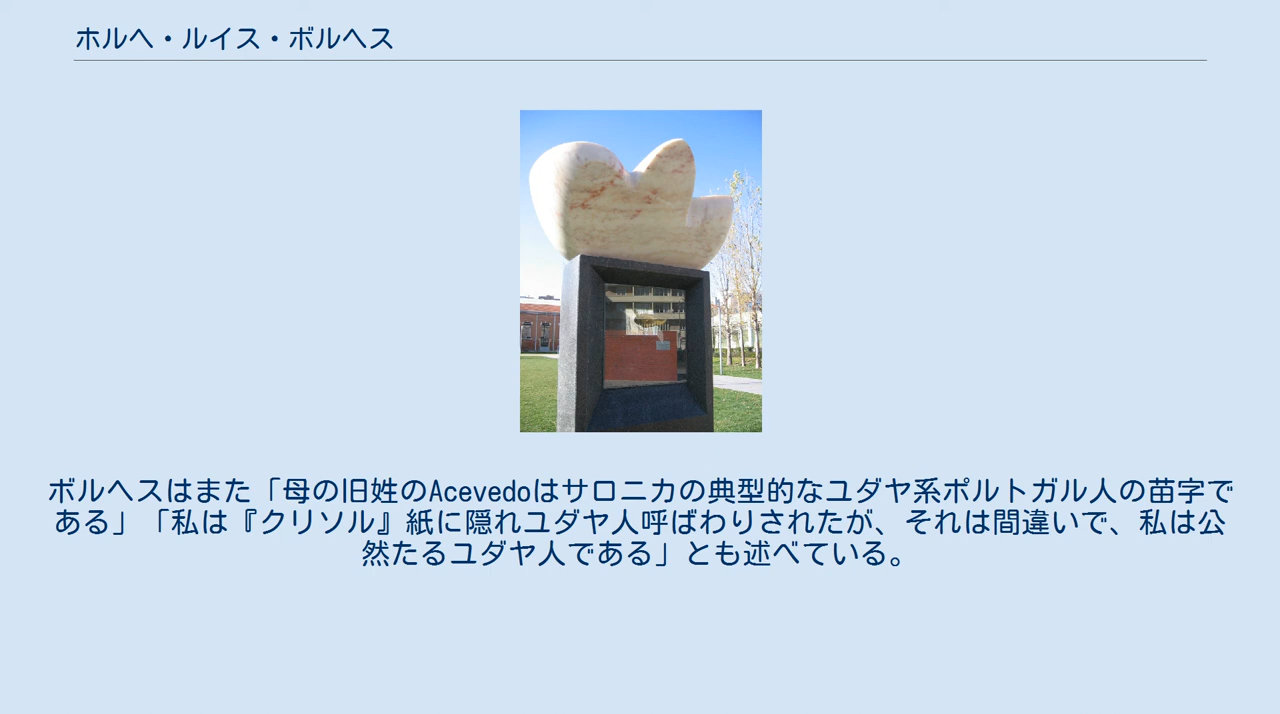 ホルヘ・ルイス・ボルヘス
ボルヘスはまた「母の旧姓のAcevedoはサロニカの典型的なユダヤ系ポルトガル人の苗字で
ある」「私は『クリソル』紙に隠れユダヤ人呼ばわりされたが、それは間違いで、私は公
然たるユダヤ人である」とも述べている。